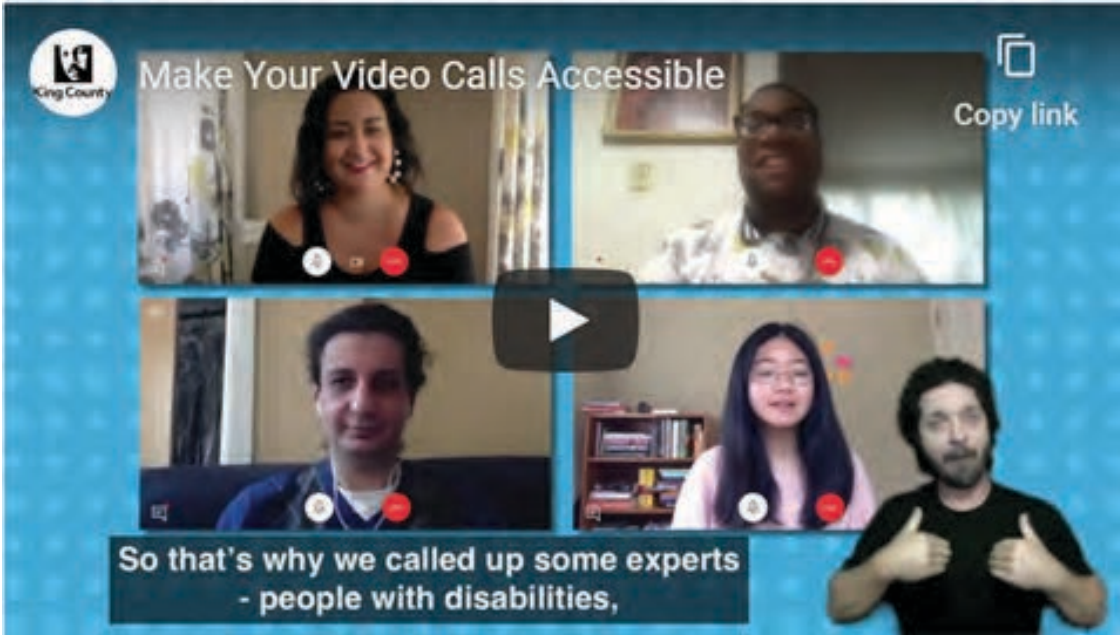 King County
Make Your Video Calls Accessible
Copy link
So that's why we called up some experts
- people with disabilities,